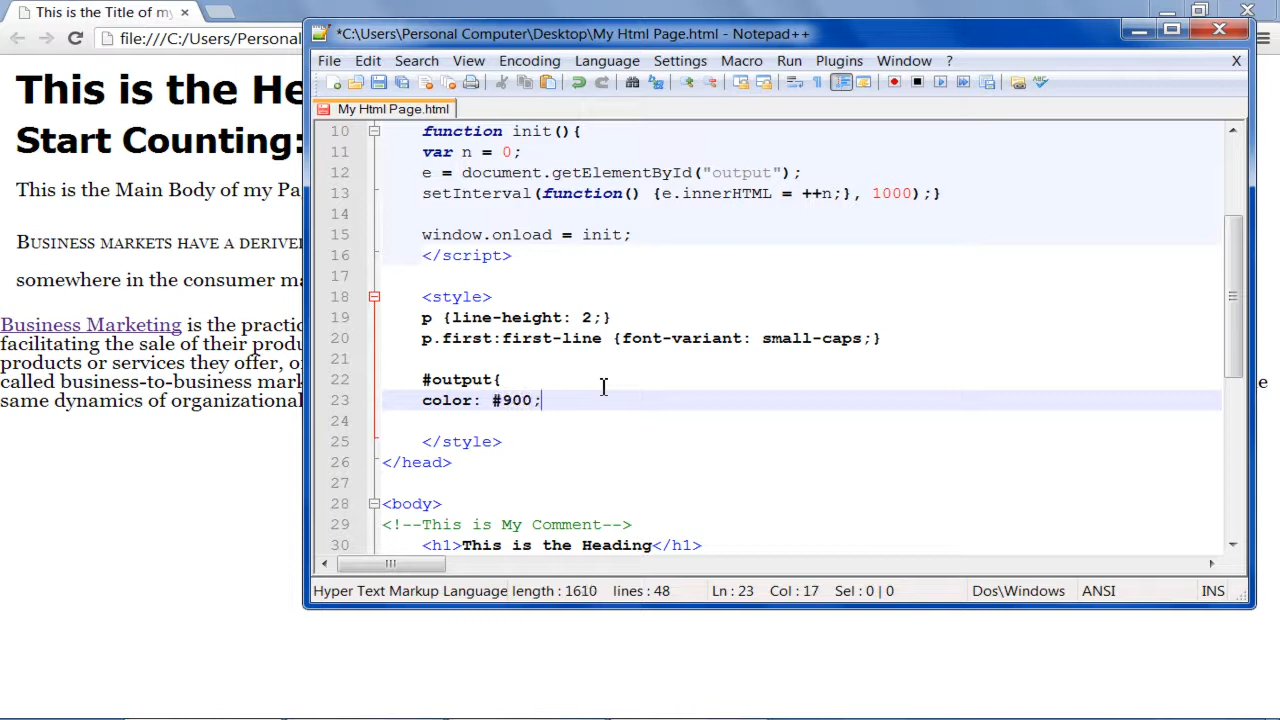 This is the Title of my
file:///C:/Users/Personal
This is the He
Start Counting:
This is the Main Body of my Pa
BUSINESS MARKETS HAVE A DERIVE
somewhere in the consumer ma
Business Marketing is the practic
facilitating the sale of their produ
products or services they offer, o
called business-to-business mark
same dynamics of organizational
e
*C:\Users\Personal Computer\Desktop\My Html Page.html - Notepad++
File Edit Search View Encoding Language Settings Macro Run Plugins Window ? X
My Html Page.html
10 function init(){
11 var n = 0;
12 e = document.getElementById("output");
13 setInterval(function() {e.innerHTML = ++n;}, 1000);}
14
15 window.onload = init;
16 </script>
17
18 <style>
19 p {line-height: 2;}
20 p.first:first-line {font-variant: small-caps;}
21
22 #output{
23 color: #900;
24
25 </style>
26 </head>
27
28 <body>
29 <!--This is My Comment-->
30 <h1>This is the Heading</h1>
Hyper Text Markup Language length : 1610 lines : 48 Ln : 23 Col : 17 Sel : 0 | 0 Dos\Windows ANSI INS